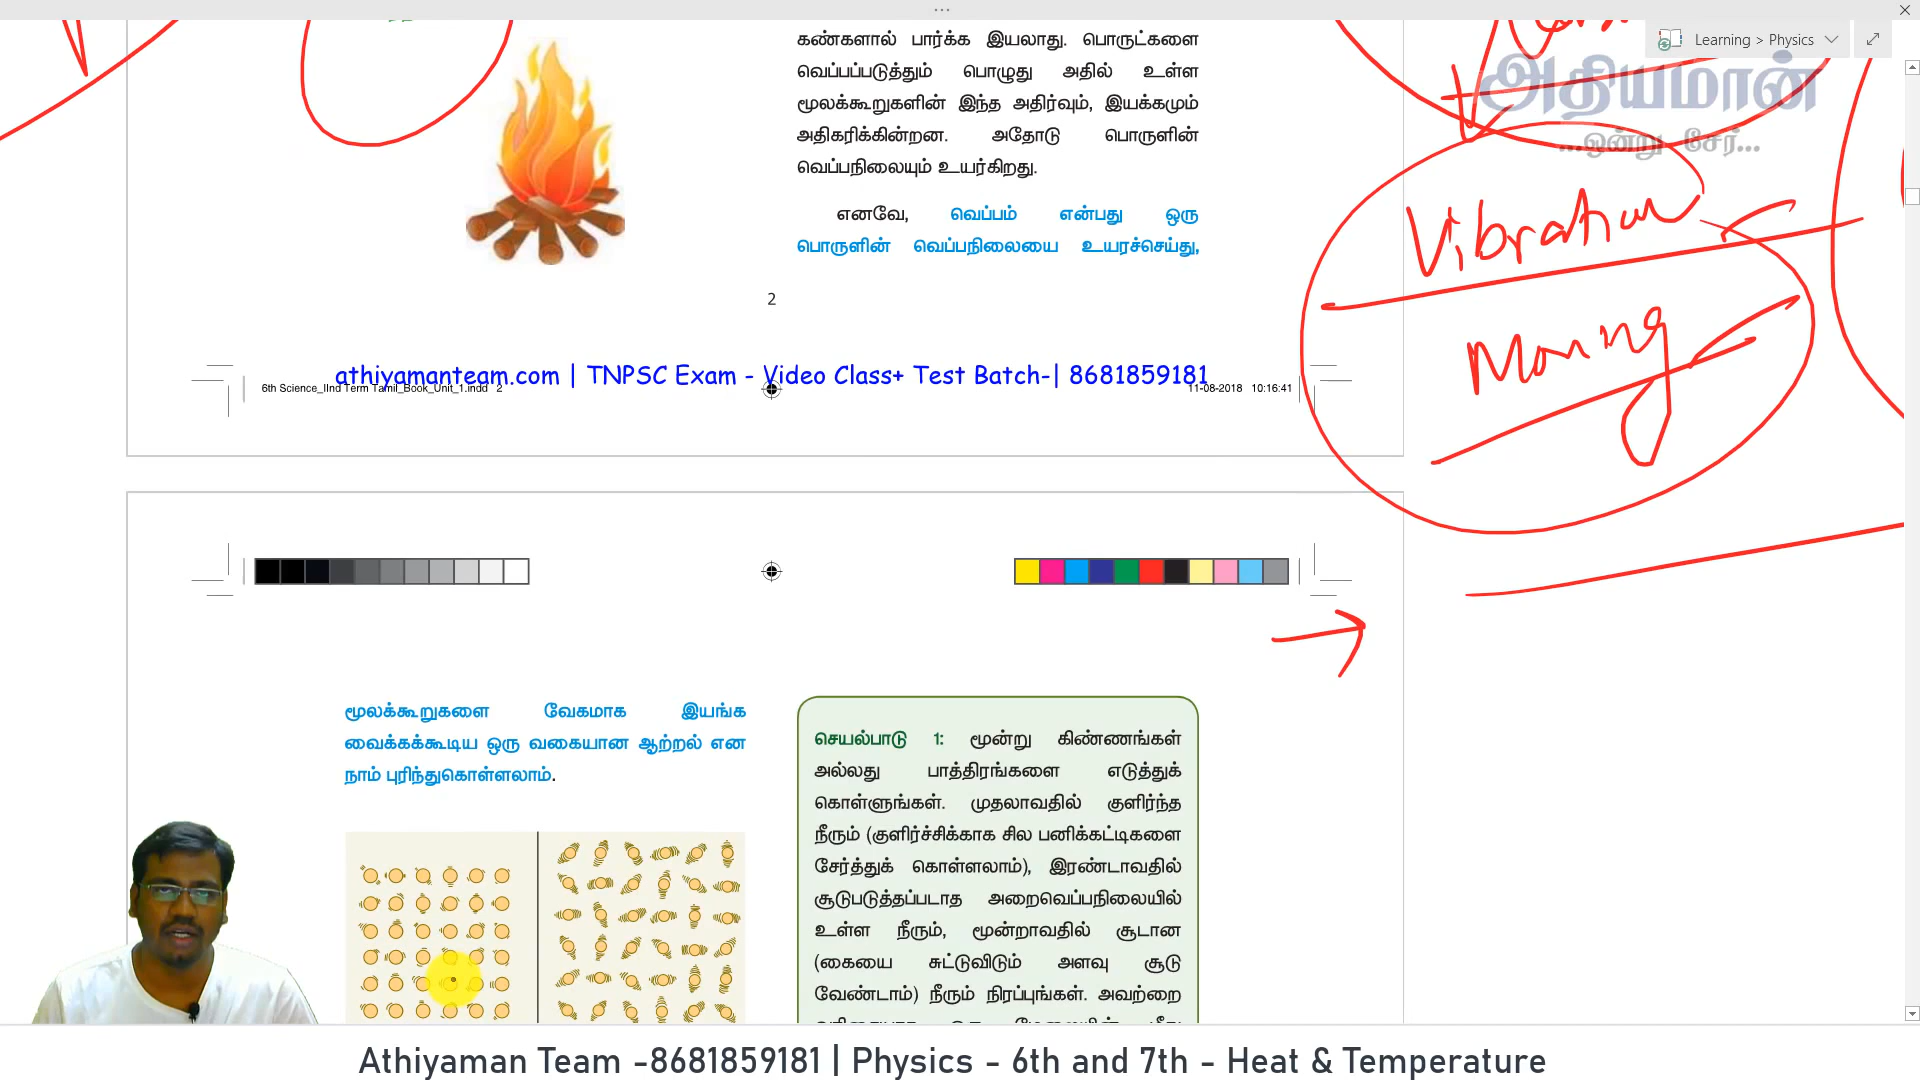 Learning > Physics
அதியமான்
...ஒன்று சேர்...
கண்களால் பார்க்க இயலாது. பொருட்களை
வெப்பப்படுத்தும் பொழுது அதில் உள்ள
மூலக்கூறுகளின் இந்த அதிர்வும், இயக்கமும்
அதிகரிக்கின்றன. அதோடு பொருளின்
வெப்பநிலையும் உயர்கிறது.
எனவே, வெப்பம் என்பது ஒரு
பொருளின் வெப்பநிலையை உயரச்செய்து,
Vibration
Moving
2
athiyamanteam.com | TNPSC Exam - Video Class+ Test Batch-| 8681859181
6th Science_IInd Term Tamil_Book_Unit_1.indd 2
11-08-2018 10:16:41
மூலக்கூறுகளை வேகமாக இயங்க
வைக்கக்கூடிய ஒரு வகையான ஆற்றல் என
நாம் புரிந்துகொள்ளலாம்.
செயல்பாடு 1: மூன்று கிண்ணங்கள்
அல்லது பாத்திரங்களை எடுத்துக்
கொள்ளுங்கள். முதலாவதில் குளிர்ந்த
நீரும் (குளிர்ச்சிக்காக சில பனிக்கட்டிகளை
சேர்த்துக் கொள்ளலாம்), இரண்டாவதில்
சூடுபடுத்தப்படாத அறைவெப்பநிலையில்
உள்ள நீரும், மூன்றாவதில் சூடான
(கையை சுட்டுவிடும் அளவு சூடு
வேண்டாம்) நீரும் நிரப்புங்கள். அவற்றை
Athiyaman Team -8681859181 | Physics - 6th and 7th - Heat & Temperature